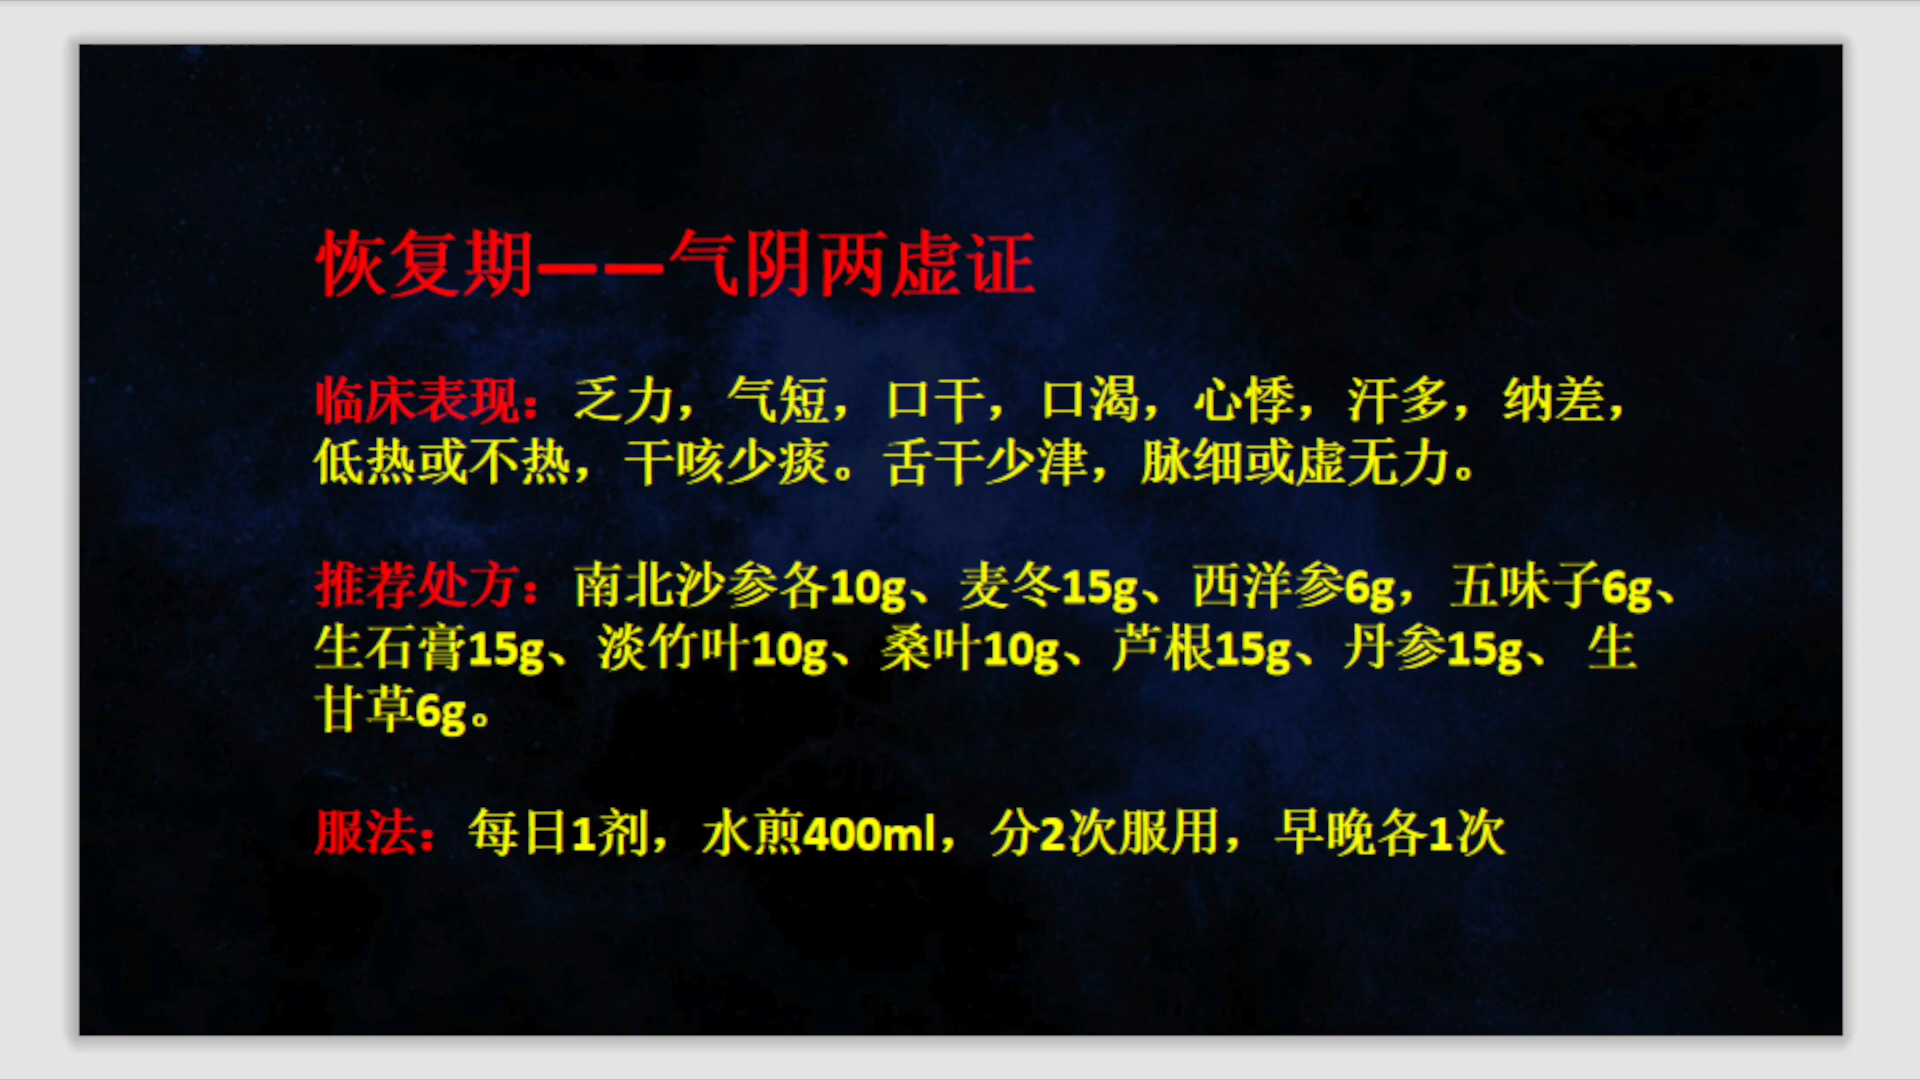 恢复期——气阴两虚证
临床表现：乏力，气短，口干，口渴，心悸，汗多，纳差，
低热或不热，干咳少痰。舌干少津，脉细或虚无力。
推荐处方：南北沙参各10g、麦冬15g、西洋参6g，五味子6g、
生石膏15g、淡竹叶10g、桑叶10g、芦根15g、丹参15g、 生
甘草6g。
服法：每日1剂，水煎400ml，分2次服用，早晚各1次